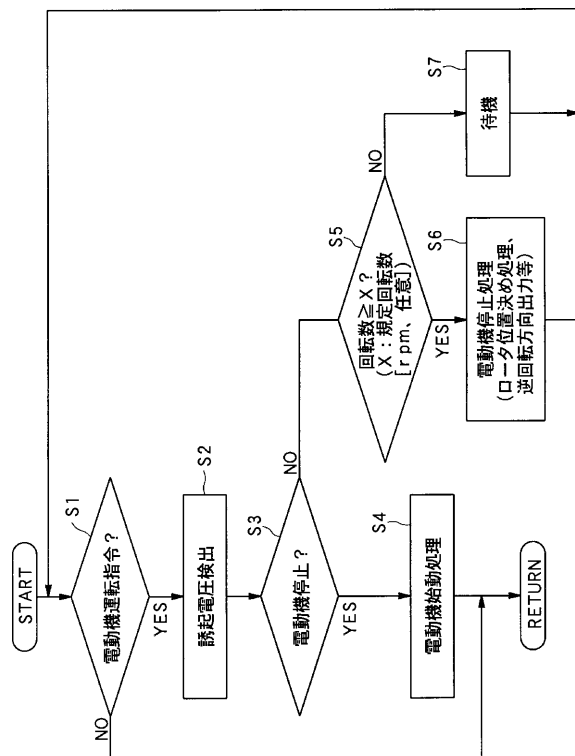 START
S1
電動機運転指令?
NO
YES
S2
誘起電圧検出
S3
電動機停止?
NO
YES
S4
電動機始動処理
RETURN
S5
回転数≧X?
(X:規定回転数
[rpm、任意])
NO
YES
S6
電動機停止処理
(ロータ位置決め処理、
逆回転方向出力等)
S7
待機